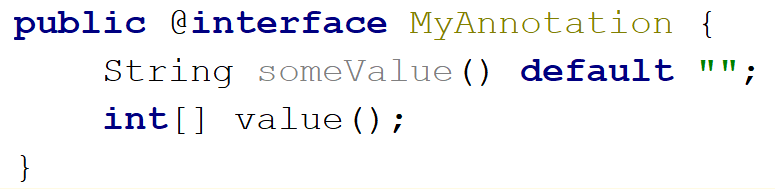 public @interface MyAnnotation {
    String someValue() default "";
    int[] value();
}